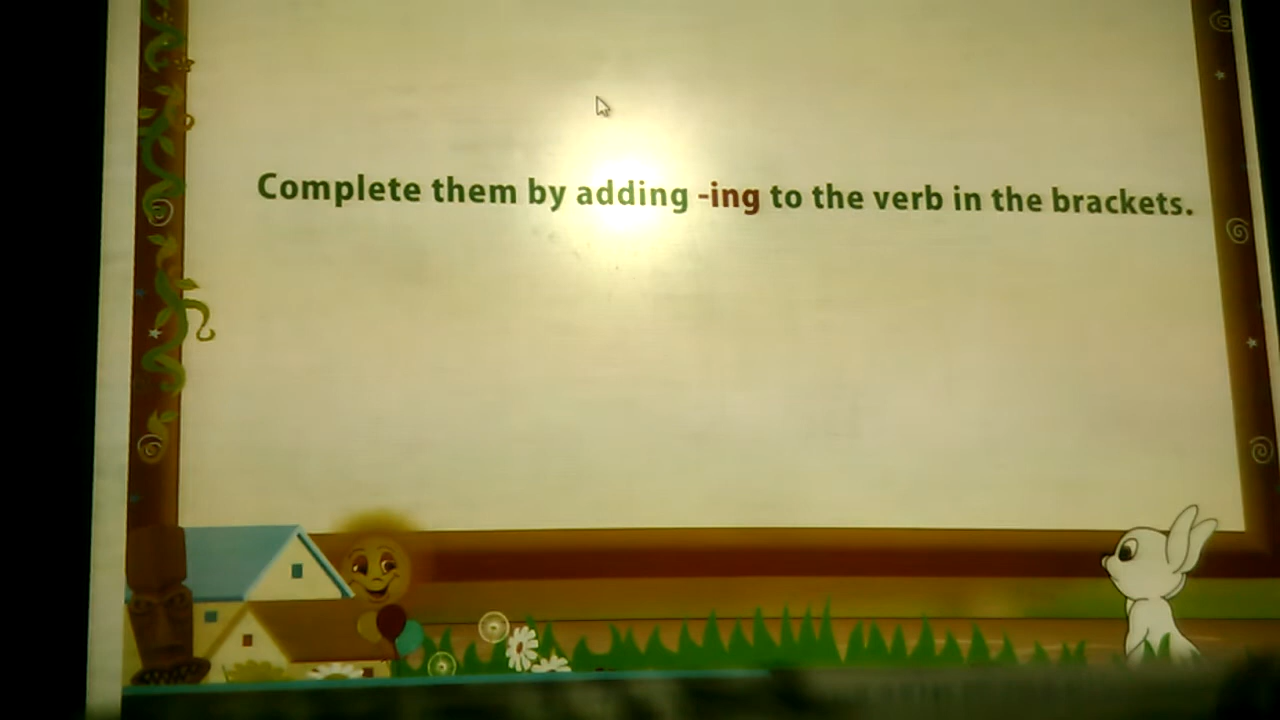 Complete them by adding -ing to the verb in the brackets.